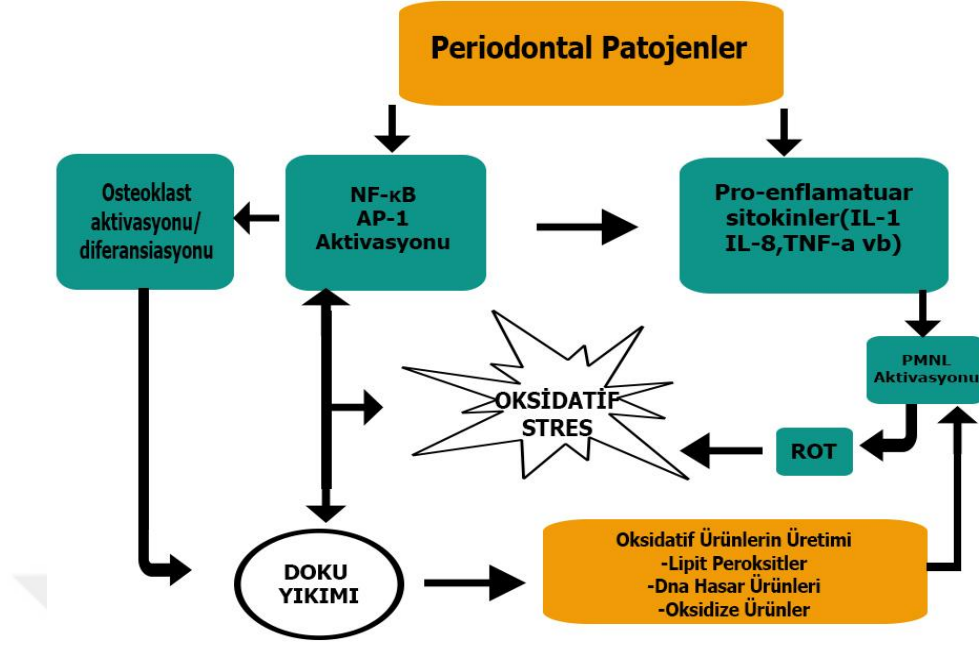 Periodontal Patojenler
Osteoklast
aktivasyonu/
diferansiasyonu
NF-κB
AP-1
Aktivasyonu
Pro-enflamatuar
sitokinler(IL-1
IL-8,TNF-a vb)
PMNL
Aktivasyonu
OKSİDATİF
STRES
ROT
DOKU
YIKIMI
Oksidatif Ürünlerin Üretimi
-Lipit Peroksitler
-Dna Hasar Ürünleri
-Oksidize Ürünler